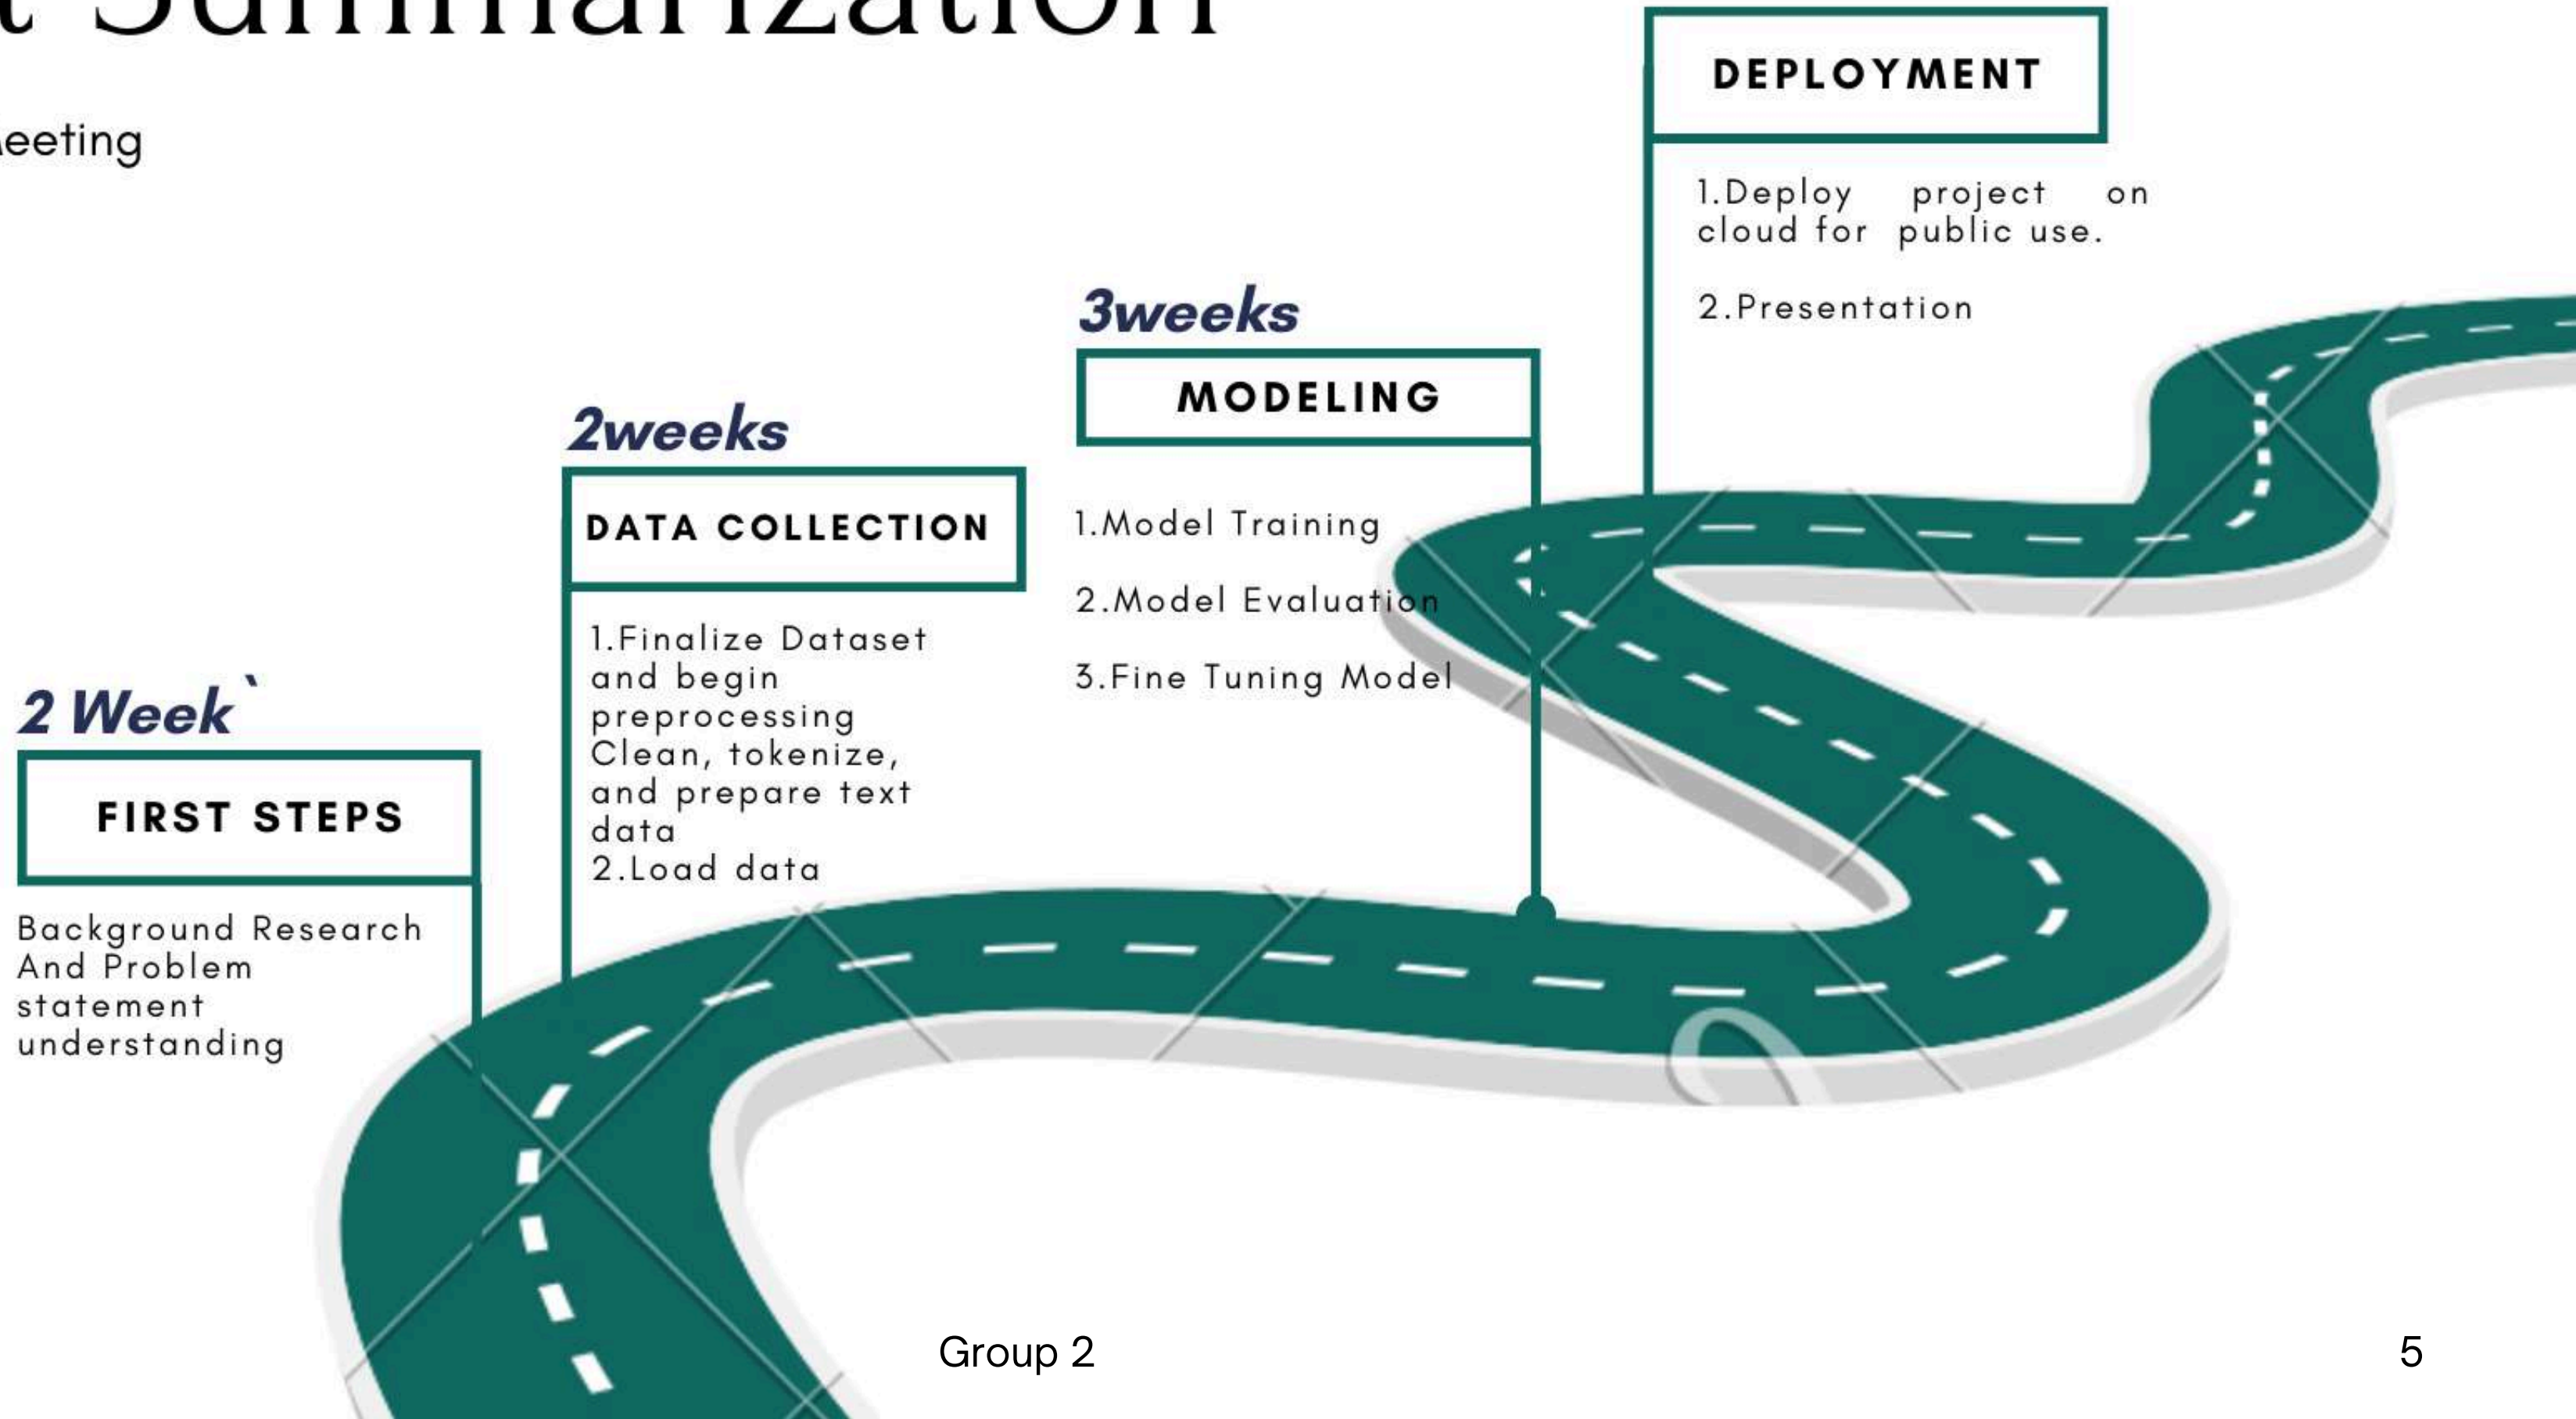 t Summarization
eeting
DEPLOYMENT
1.Deploy project on
cloud for public use.
2.Presentation
3weeks
MODELING
1.Model Training
2.Model Evaluation
3.Fine Tuning Model
2weeks
DATA COLLECTION
1.Finalize Dataset
and begin
preprocessing
Clean, tokenize,
and prepare text
data
2.Load data
2 Week`
FIRST STEPS
Background Research
And Problem
statement
understanding
Group 2
5